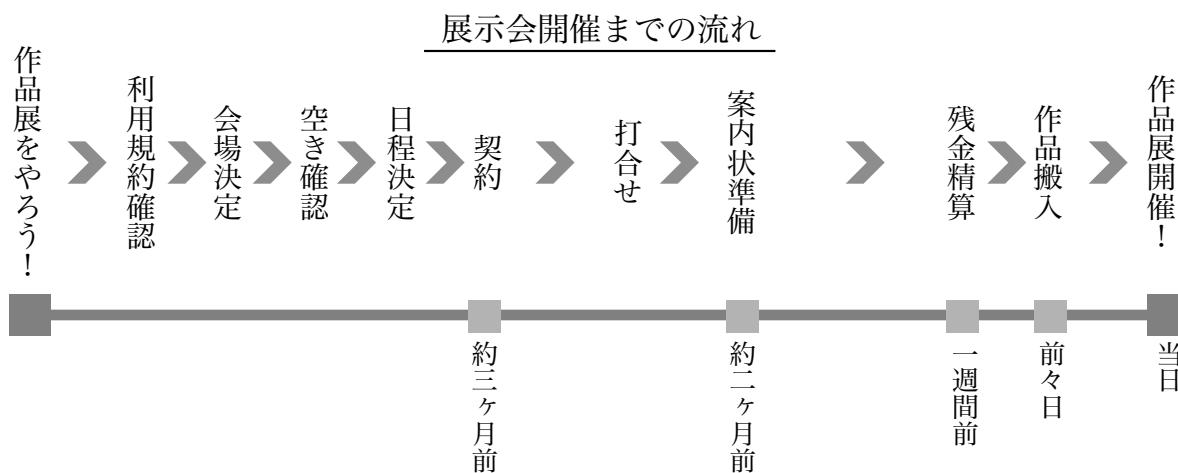 展示会開催までの流れ
作品展をやろう！
利用規約確認
会場決定
空き確認
日程決定
契約
打合せ
案内状準備
残金精算
作品搬入
作品展開催！
約三ヶ月前
約二ヶ月前
一週間前
前々日
当日